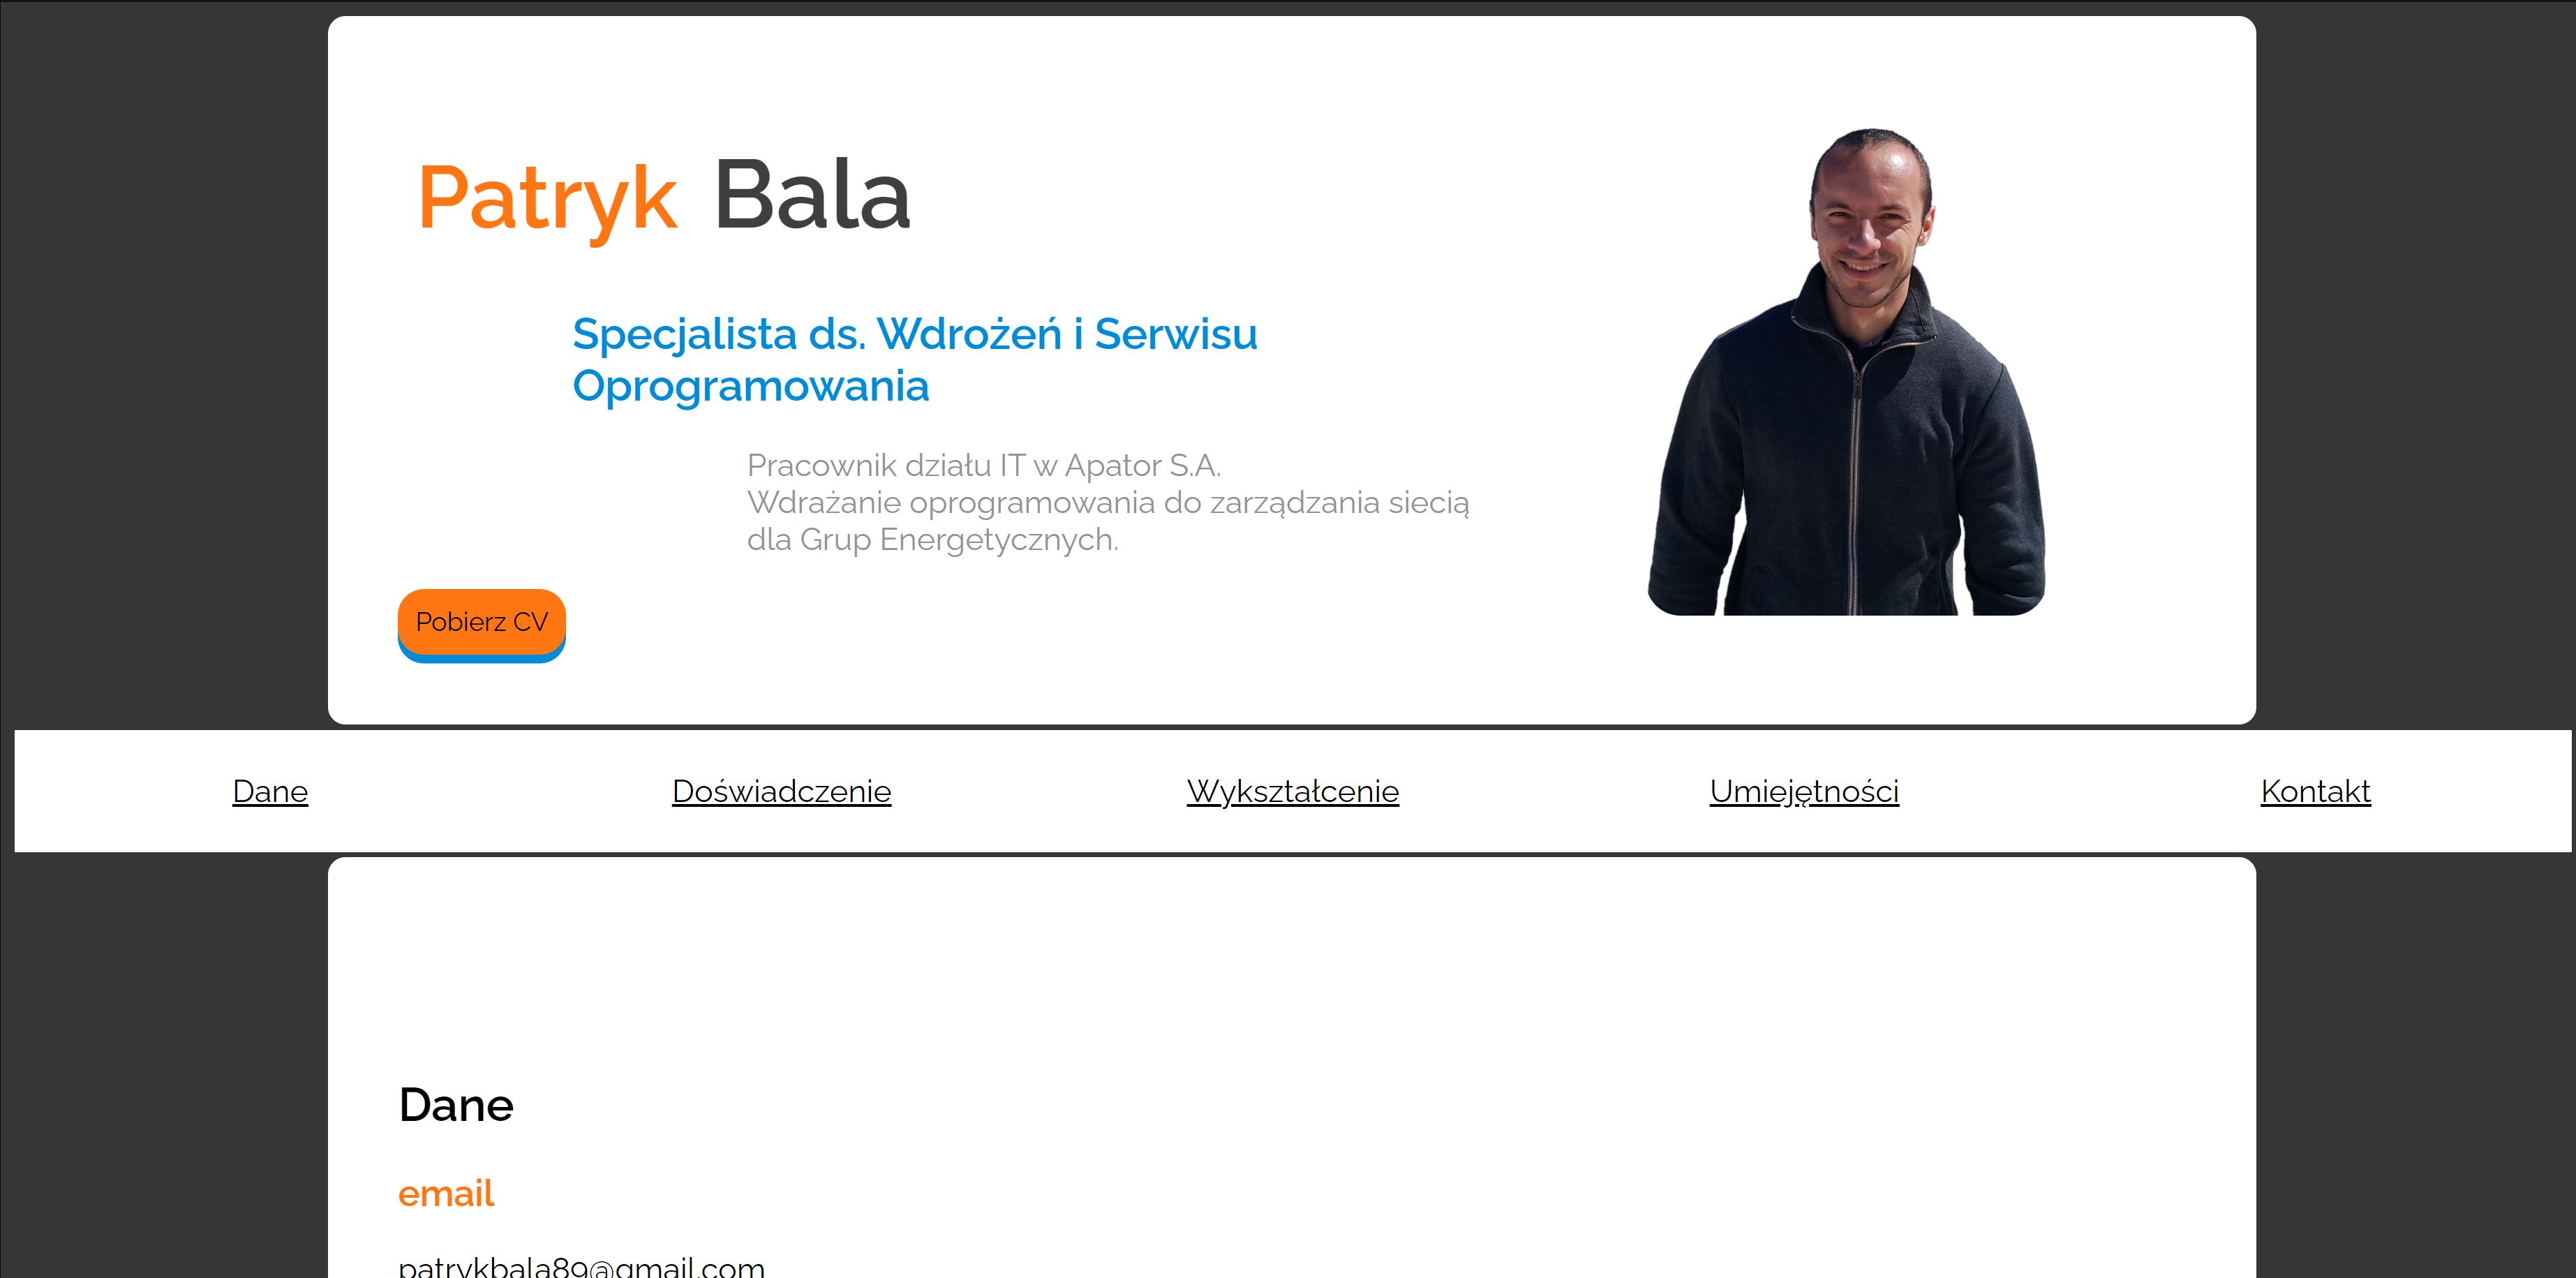 Patryk Bala
Specjalista ds. Wdrożeń i Serwisu
Oprogramowania
Pracownik działu IT w Apator S.A.
Wdrażanie oprogramowania do zarządzania siecią
dla Grup Energetycznych.
Pobierz CV
Dane Doświadczenie Wykształcenie Umiejętności Kontakt
Dane
email
patrykbala89@gmail.com